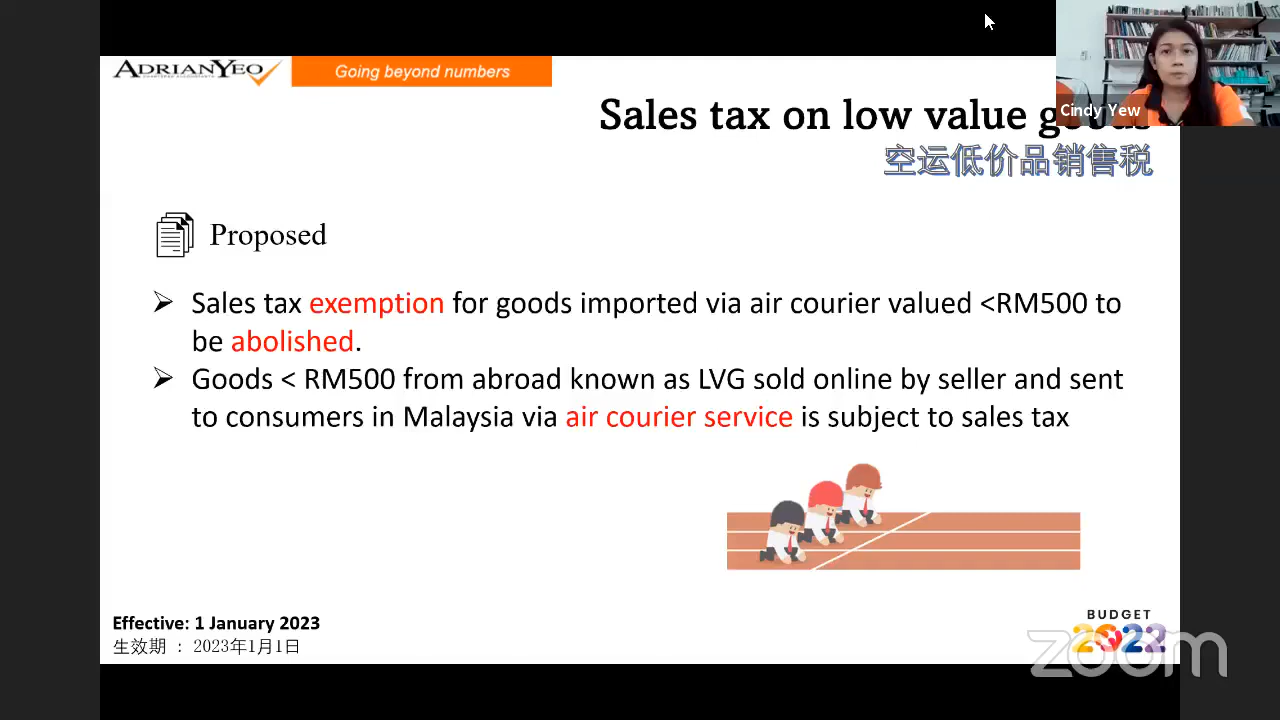 ADRIANYEO
Going beyond numbers
Cindy Yew
Sales tax on low value goods
空运低价品销售税
Proposed
➢ Sales tax exemption for goods imported via air courier valued <RM500 to
be abolished.
➢ Goods < RM500 from abroad known as LVG sold online by seller and sent
to consumers in Malaysia via air courier service is subject to sales tax
Effective: 1 January 2023
生效期 : 2023年1月1日
BUDGET
zoom